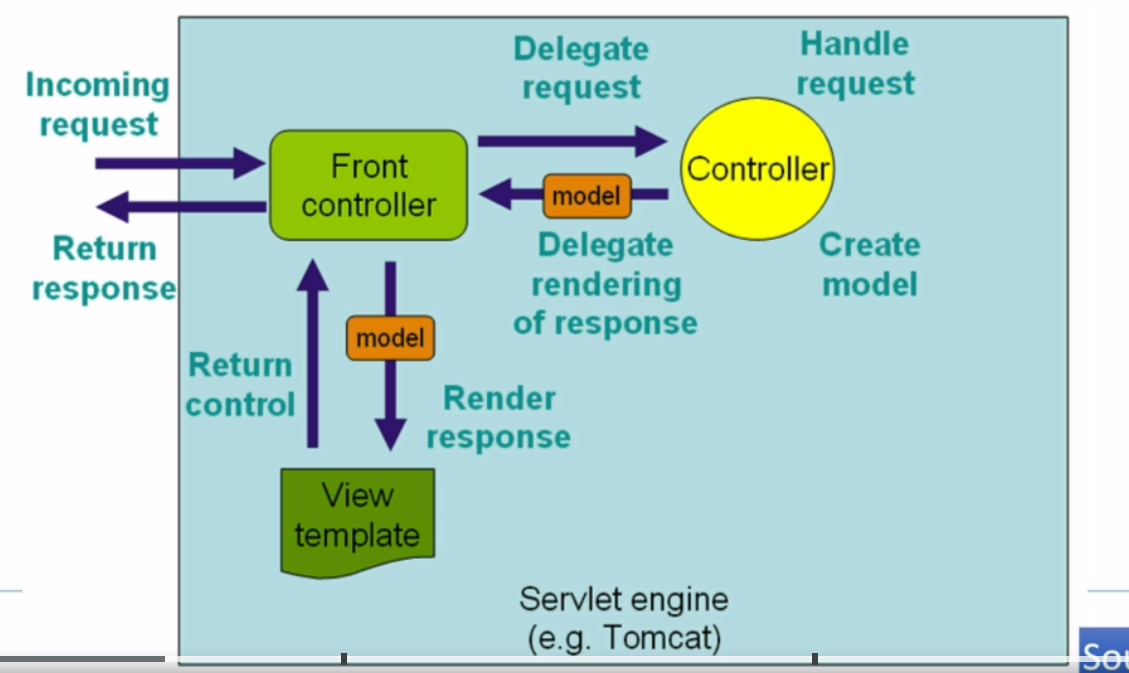 Incoming
request
Return
response
Front
controller
Delegate
request
Handle
request
Controller
model
Delegate
rendering
of response
Create
model
Return
control
model
Render
response
View
template
Servlet engine
(e.g. Tomcat)